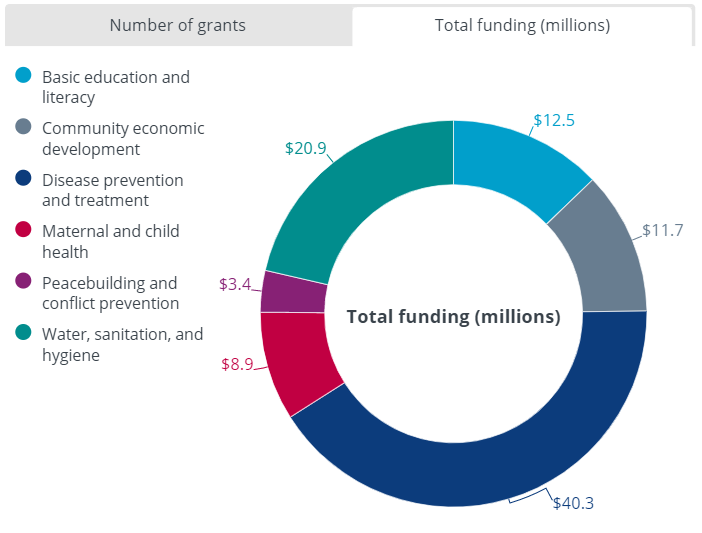 Number of grants
Total funding (millions)
Basic education and
literacy
Community economic
development
Disease prevention
and treatment
Maternal and child
health
Peacebuilding and
conflict prevention
Water, sanitation, and
hygiene
$12.5
$20.9
$11.7
$3.4
Total funding (millions)
$8.9
$40.3